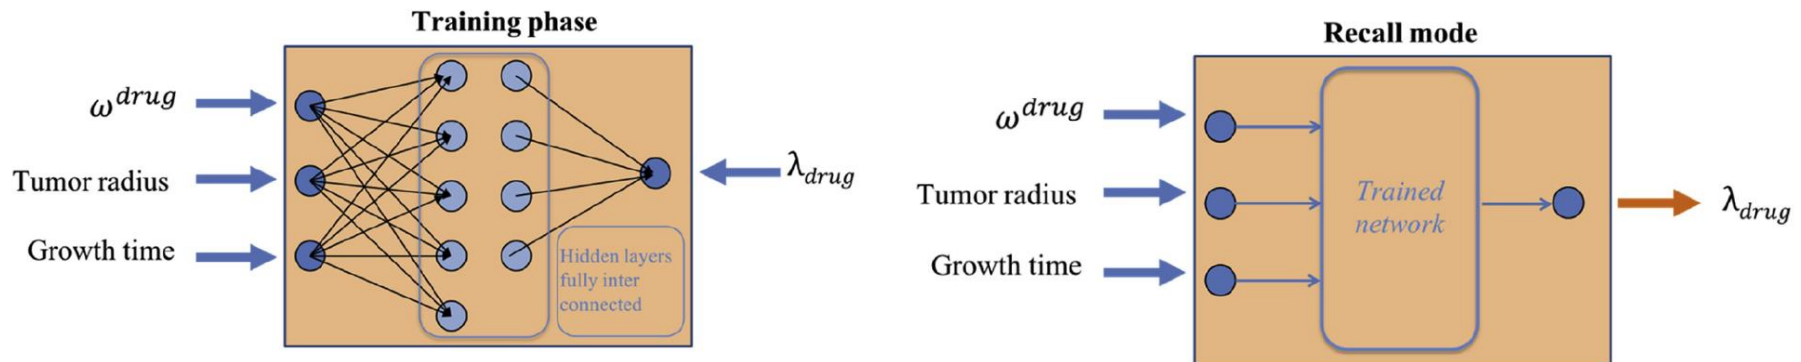 Training phase
ω^drug
Tumor radius
Growth time
λ_drug
Hidden layers
fully inter
connected
Recall mode
ω^drug
Tumor radius
Growth time
Trained
network
λ_drug